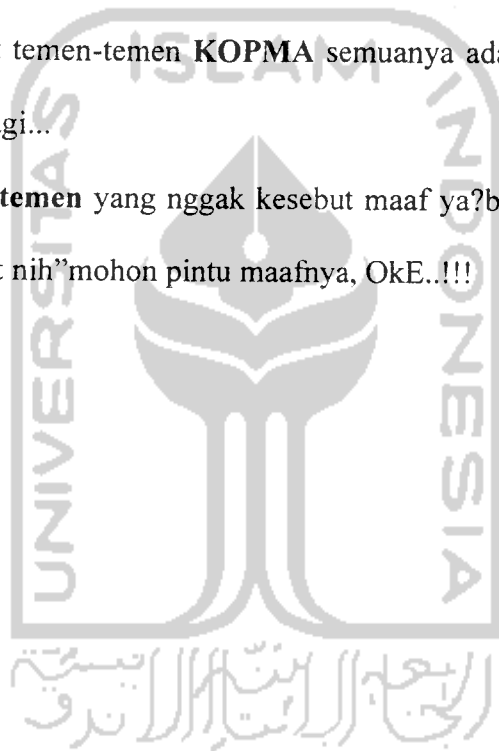 temen-temen KOPMA semuanya ada
gi...
temen yang nggak kesebut maaf ya?b
t nih”mohon pintu maafnya, OkE..!!!
ISLAM
UNIVERSITAS
INDONESIA